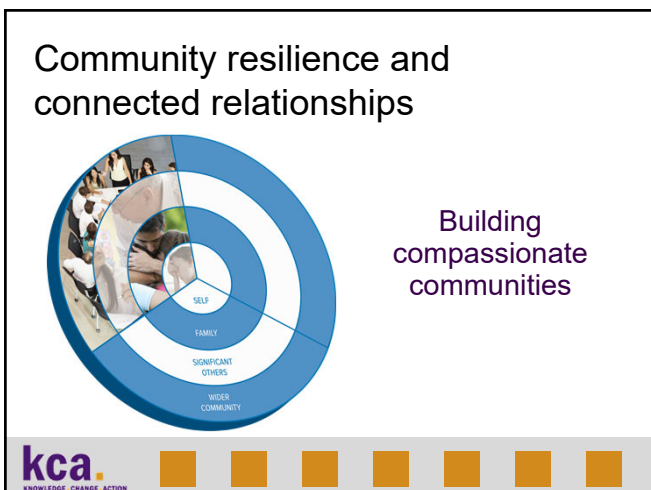 Community resilience and
connected relationships
Building
compassionate
communities
SELF
FAMILY
SIGNIFICANT
OTHERS
WIDER
COMMUNITY
kca.
KNOWLEDGE. CHANGE. ACTION